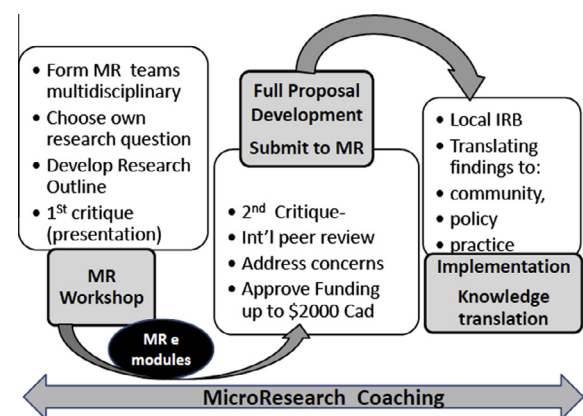 • Form MR teams
multidisciplinary
• Choose own
research question
• Develop Research
Outline
• 1St critique
(presentation)
MR
Workshop
MR e
modules
Full Proposal
Development
Submit to MR
• 2nd Critique-
• Int'l peer review
• Address concerns
• Approve Funding
up to $2000 Cad
• Local IRB
• Translating
findings to:
• community,
• policy
• practice
Implementation
Knowledge
translation
MicroResearch Coaching